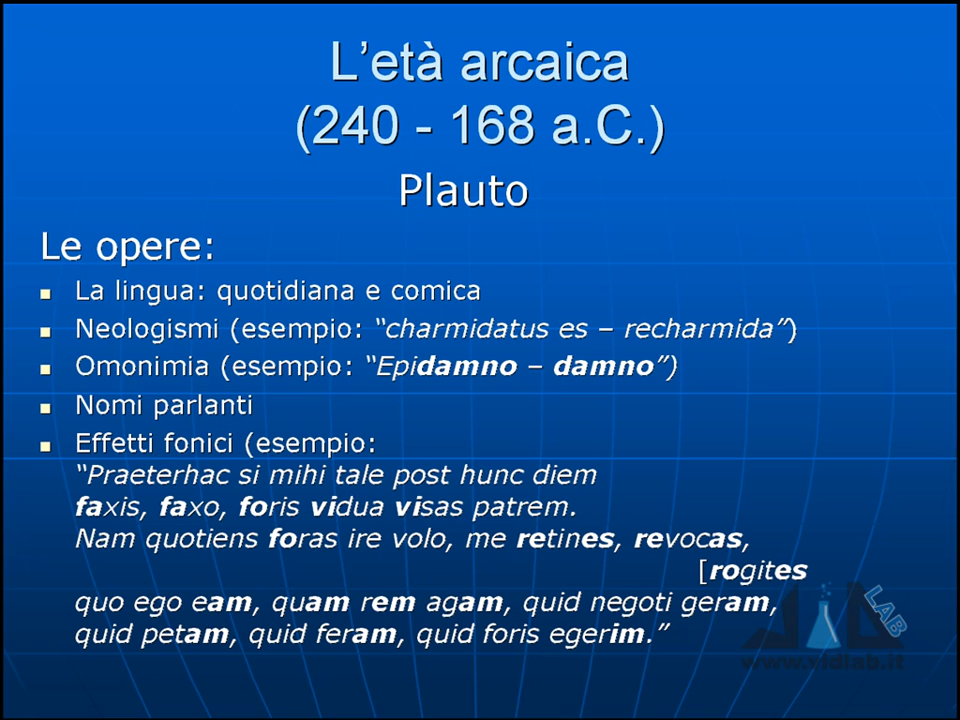 L’età arcaica
(240 - 168 a.C.)
Plauto
Le opere:
La lingua: quotidiana e comica
Neologismi (esempio: “charmidatus es – recharmida”)
Omonimia (esempio: “Epidamno – damno”)
Nomi parlanti
Effetti fonici (esempio:
“Praeterhac si mihi tale post hunc diem
faxis, faxo, foris vidua visas patrem.
Nam quotiens foras ire volo, me retines, revocas,
[rogites
quo ego eam, quam rem agam, quid negoti geram,
quid petam, quid feram, quid foris egerim.”
LAB
www.vidlab.it